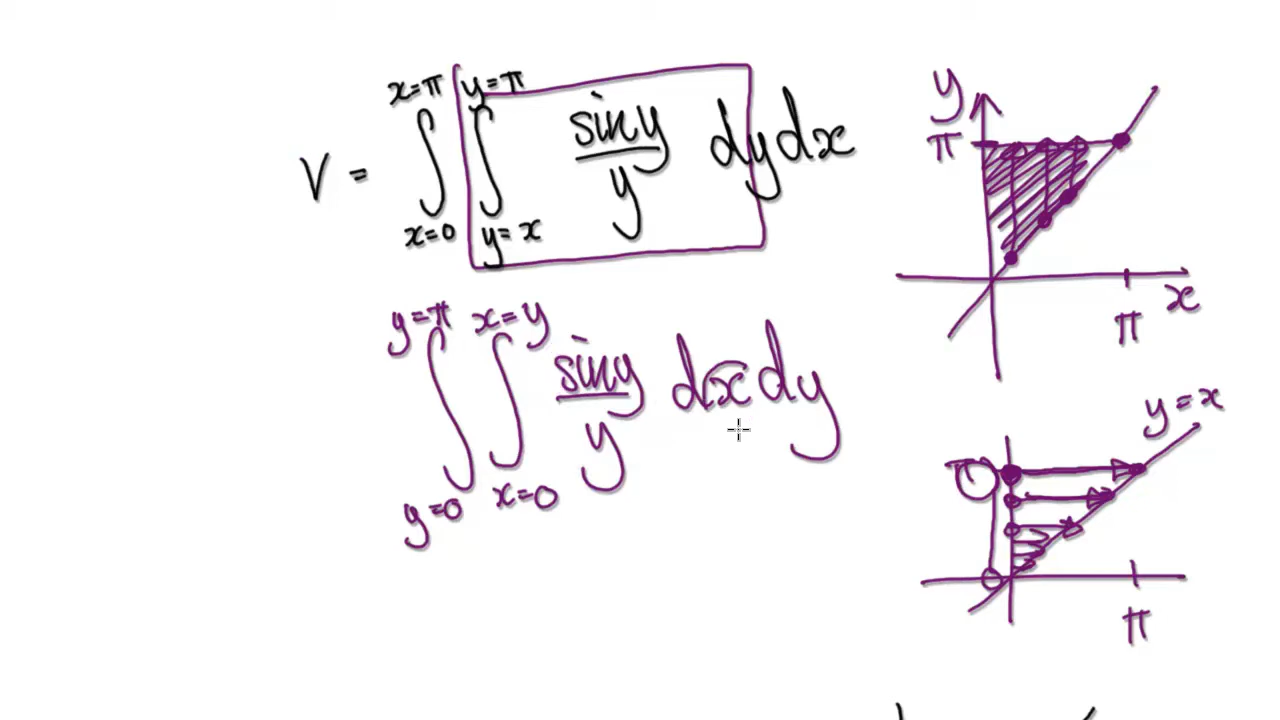 x=π y=π
V = ∫ ∫ sin y / y dy dx
x=0 y=x
y=π x=y
∫ ∫ sin y / y dx dy
y=0 x=0
y
π
x
π
y=x
π
π